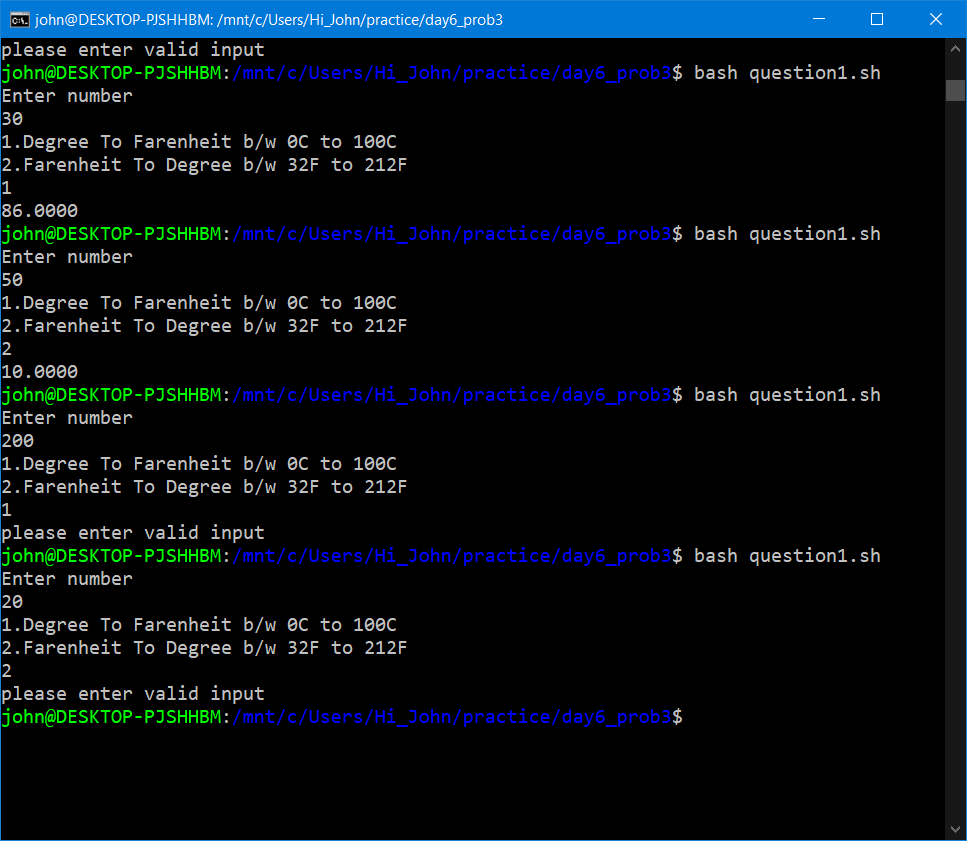 john@DESKTOP-PJSHHBM: /mnt/c/Users/Hi_John/practice/day6_prob3
please enter valid input
john@DESKTOP-PJSHHBM:/mnt/c/Users/Hi_John/practice/day6_prob3$ bash question1.sh
Enter number
30
1.Degree To Farenheit b/w 0C to 100C
2.Farenheit To Degree b/w 32F to 212F
1
86.0000
john@DESKTOP-PJSHHBM:/mnt/c/Users/Hi_John/practice/day6_prob3$ bash question1.sh
Enter number
50
1.Degree To Farenheit b/w 0C to 100C
2.Farenheit To Degree b/w 32F to 212F
2
10.0000
john@DESKTOP-PJSHHBM:/mnt/c/Users/Hi_John/practice/day6_prob3$ bash question1.sh
Enter number
200
1.Degree To Farenheit b/w 0C to 100C
2.Farenheit To Degree b/w 32F to 212F
1
please enter valid input
john@DESKTOP-PJSHHBM:/mnt/c/Users/Hi_John/practice/day6_prob3$ bash question1.sh
Enter number
20
1.Degree To Farenheit b/w 0C to 100C
2.Farenheit To Degree b/w 32F to 212F
2
please enter valid input
john@DESKTOP-PJSHHBM:/mnt/c/Users/Hi_John/practice/day6_prob3$